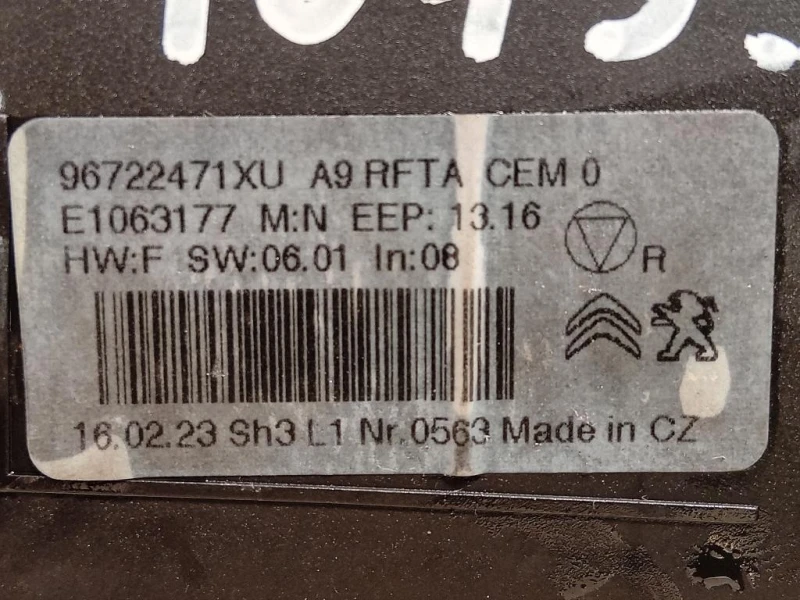 96722471XU A9 RFTA CEM 0
E1063177 M:N EEP: 13.16
HW:F SW:06.01 In:08
R
16.02.23 Sh3 L1 Nr.0563 Made in CZ